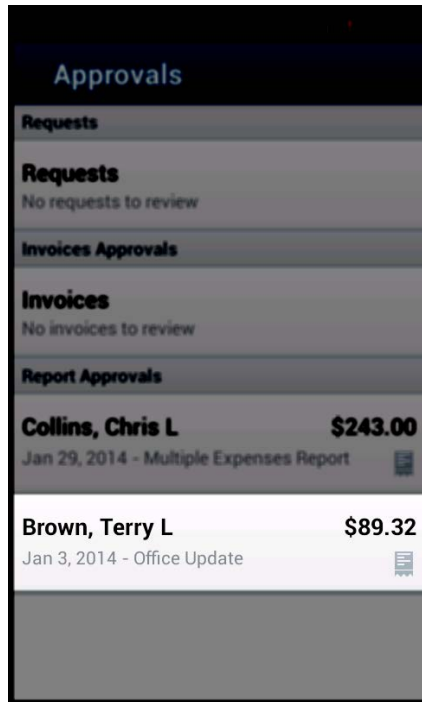 Approvals
Requests
Requests
No requests to review
Invoices Approvals
Invoices
No invoices to review
Report Approvals
Collins, Chris L $243.00
Jan 29, 2014 - Multiple Expenses Report
Brown, Terry L $89.32
Jan 3, 2014 - Office Update